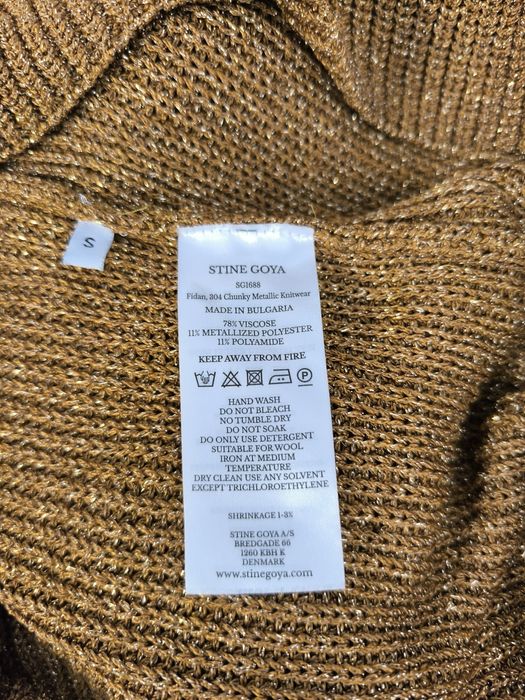 S
STINE GOYA
SG1688
Fidan, 304 Chunky Metallic Knitwear
MADE IN BULGARIA
78% VISCOSE
11% METALLIZED POLYESTER
11% POLYAMIDE
KEEP AWAY FROM FIRE
P
HAND WASH
DO NOT BLEACH
NO TUMBLE DRY
DO NOT SOAK
DO ONLY USE DETERGENT
SUITABLE FOR WOOL
IRON AT MEDIUM
TEMPERATURE
DRY CLEAN USE ANY SOLVENT
EXCEPT TRICHLOROETHYLENE
SHRINKAGE 1-3%
STINE GOYA A/S
BREDGADE 66
1260 KBH K
DENMARK
www.stinegoya.com